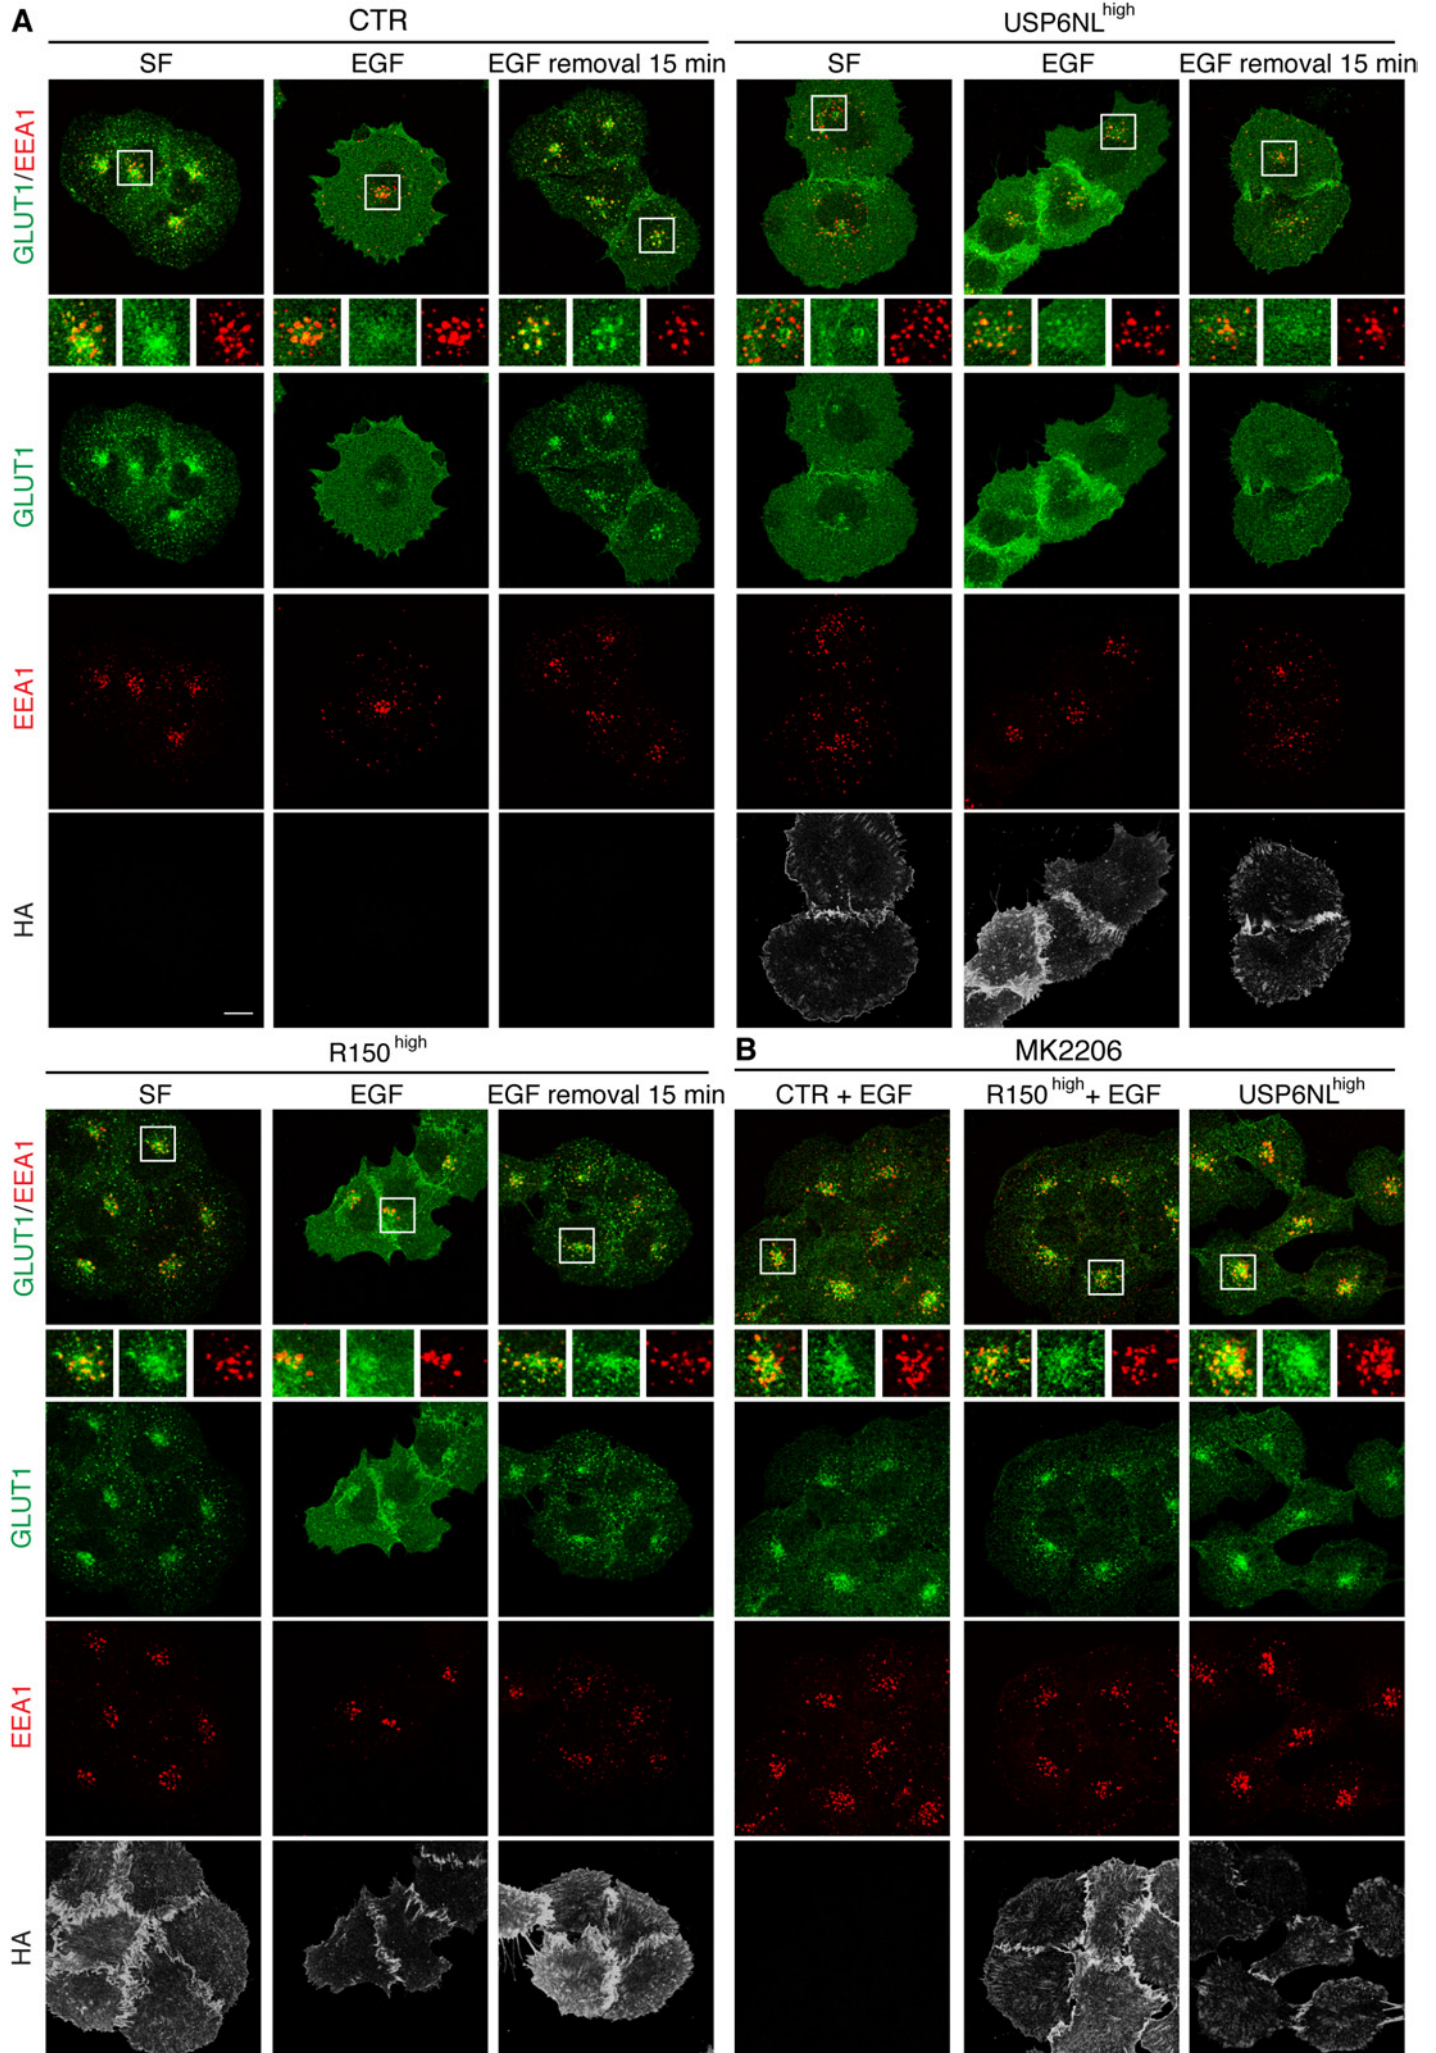 A
CTR
USP6NL high
SF
EGF
EGF removal 15 min
SF
EGF
EGF removal 15 min
GLUT1/EEA1
GLUT1
EEA1
HA
R150 high
B
MK2206
SF
EGF
EGF removal 15 min
CTR + EGF
R150 high + EGF
USP6NL high
GLUT1/EEA1
GLUT1
EEA1
HA